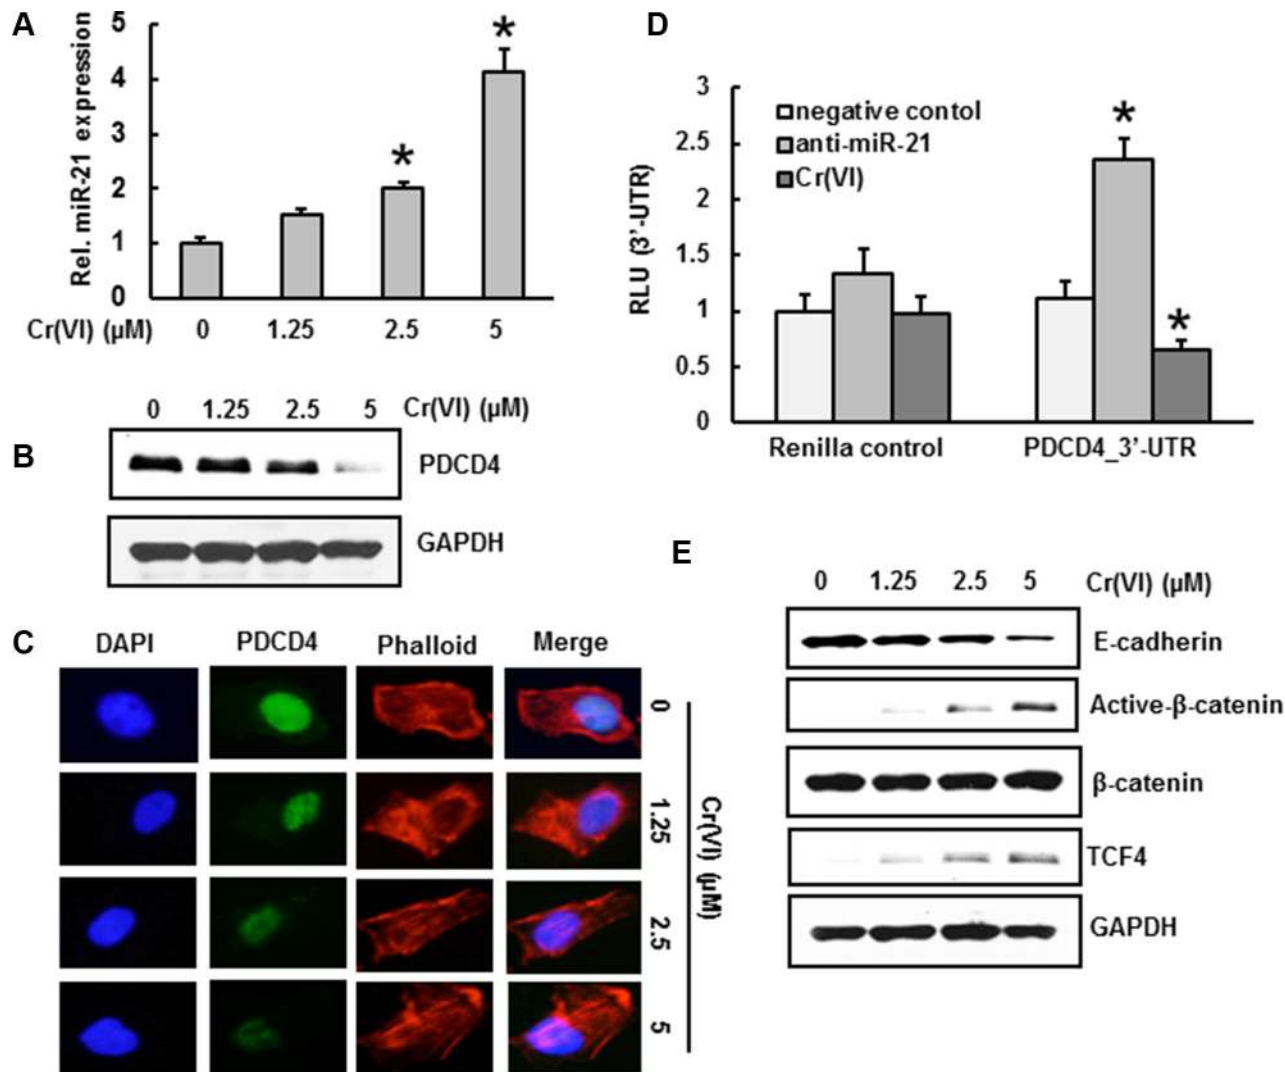 A
Rel. miR-21 expression
5
4
3
2
1
0
*
*
Cr(VI) (µM) 0 1.25 2.5 5
B
0 1.25 2.5 5 Cr(VI) (µM)
PDCD4
GAPDH
C
DAPI PDCD4 Phalloid Merge
0
1.25
2.5
5
Cr(VI) (µM)
D
RLU (3’-UTR)
3
2.5
2
1.5
1
0.5
0
negative contol
anti-miR-21
Cr(VI)
*
*
Renilla control PDCD4_3’-UTR
E
0 1.25 2.5 5 Cr(VI) (µM)
E-cadherin
Active-β-catenin
β-catenin
TCF4
GAPDH